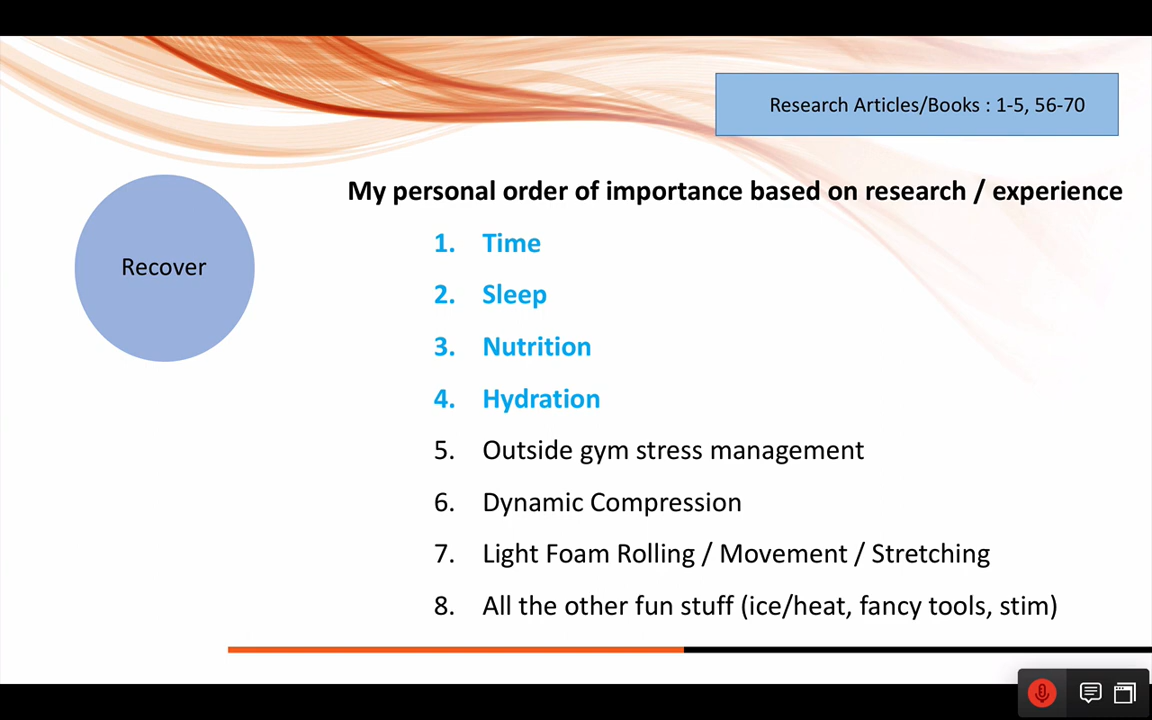 Research Articles/Books : 1-5, 56-70
My personal order of importance based on research / experience
Recover
1. Time
2. Sleep
3. Nutrition
4. Hydration
5. Outside gym stress management
6. Dynamic Compression
7. Light Foam Rolling / Movement / Stretching
8. All the other fun stuff (ice/heat, fancy tools, stim)